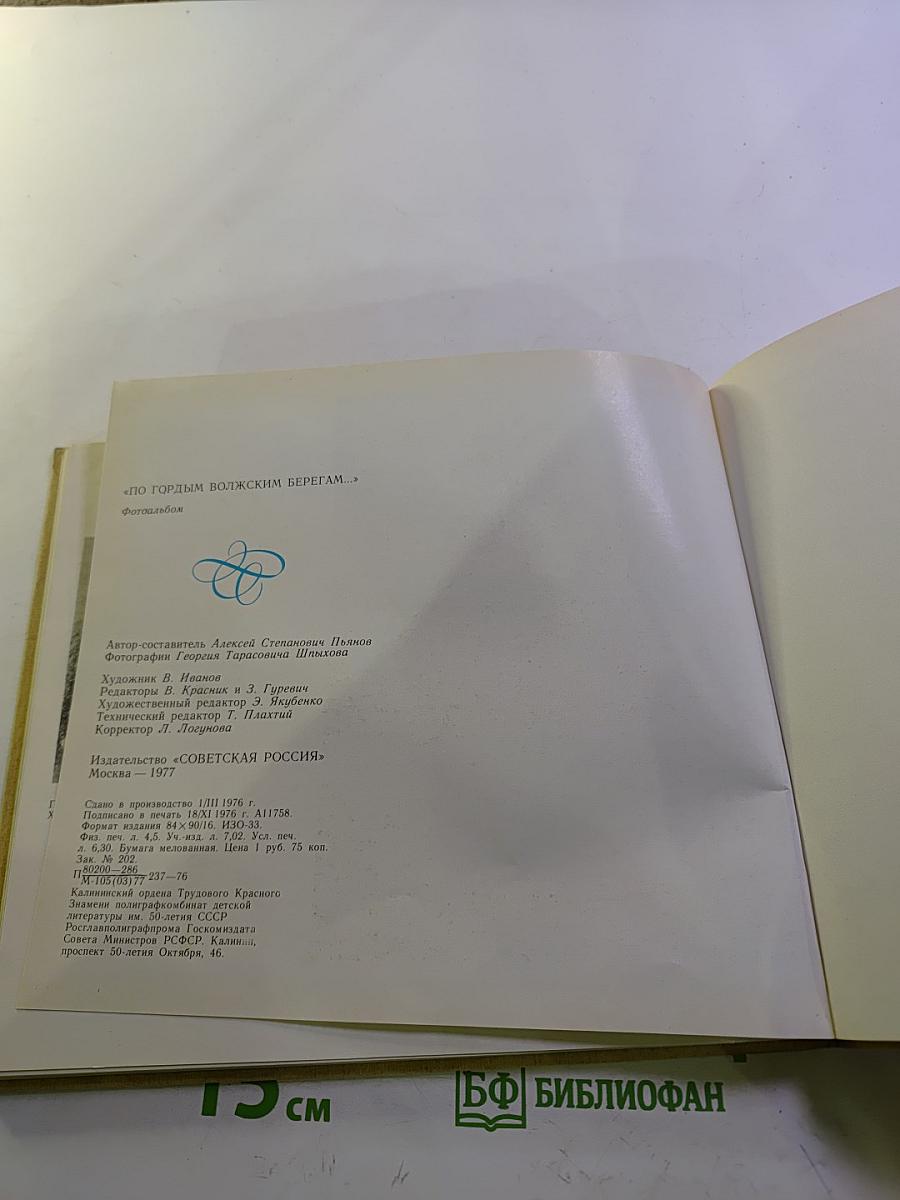 «ПО ГОРДЫМ ВОЛЖСКИМ БЕРЕГАМ...»
Фотоальбом
Автор-составитель Алексей Степанович Пьянов
Фотографии Георгия Тарасовича Шпыхова
Художник В. Иванов
Редакторы В. Красник и З. Гуревич
Художественный редактор Э. Якубенко
Технический редактор Т. Плахтий
Корректор Л. Логунова
Издательство «СОВЕТСКАЯ РОССИЯ»
Москва — 1977
Сдано в производство 1/III 1976 г.
Подписано в печать 18/XI 1976 г. А11758.
Формат издания 84×90/16. ИЗО-33.
Физ. печ. л. 4,5. Уч.-изд. л. 7,02. Усл. печ.
л. 6,30. Бумага мелованная. Цена 1 руб. 75 коп.
Зак. № 202.
П 80200—286
М-105(03)77 237—76
Калининский ордена Трудового Красного
Знамени полиграфкомбинат детской
литературы им. 50-летия СССР
Росглавполиграфпрома Госкомиздата
Совета Министров РСФСР. Калинин,
проспект 50-летия Октября, 46.
15 см
БФ БИБЛИОФАН